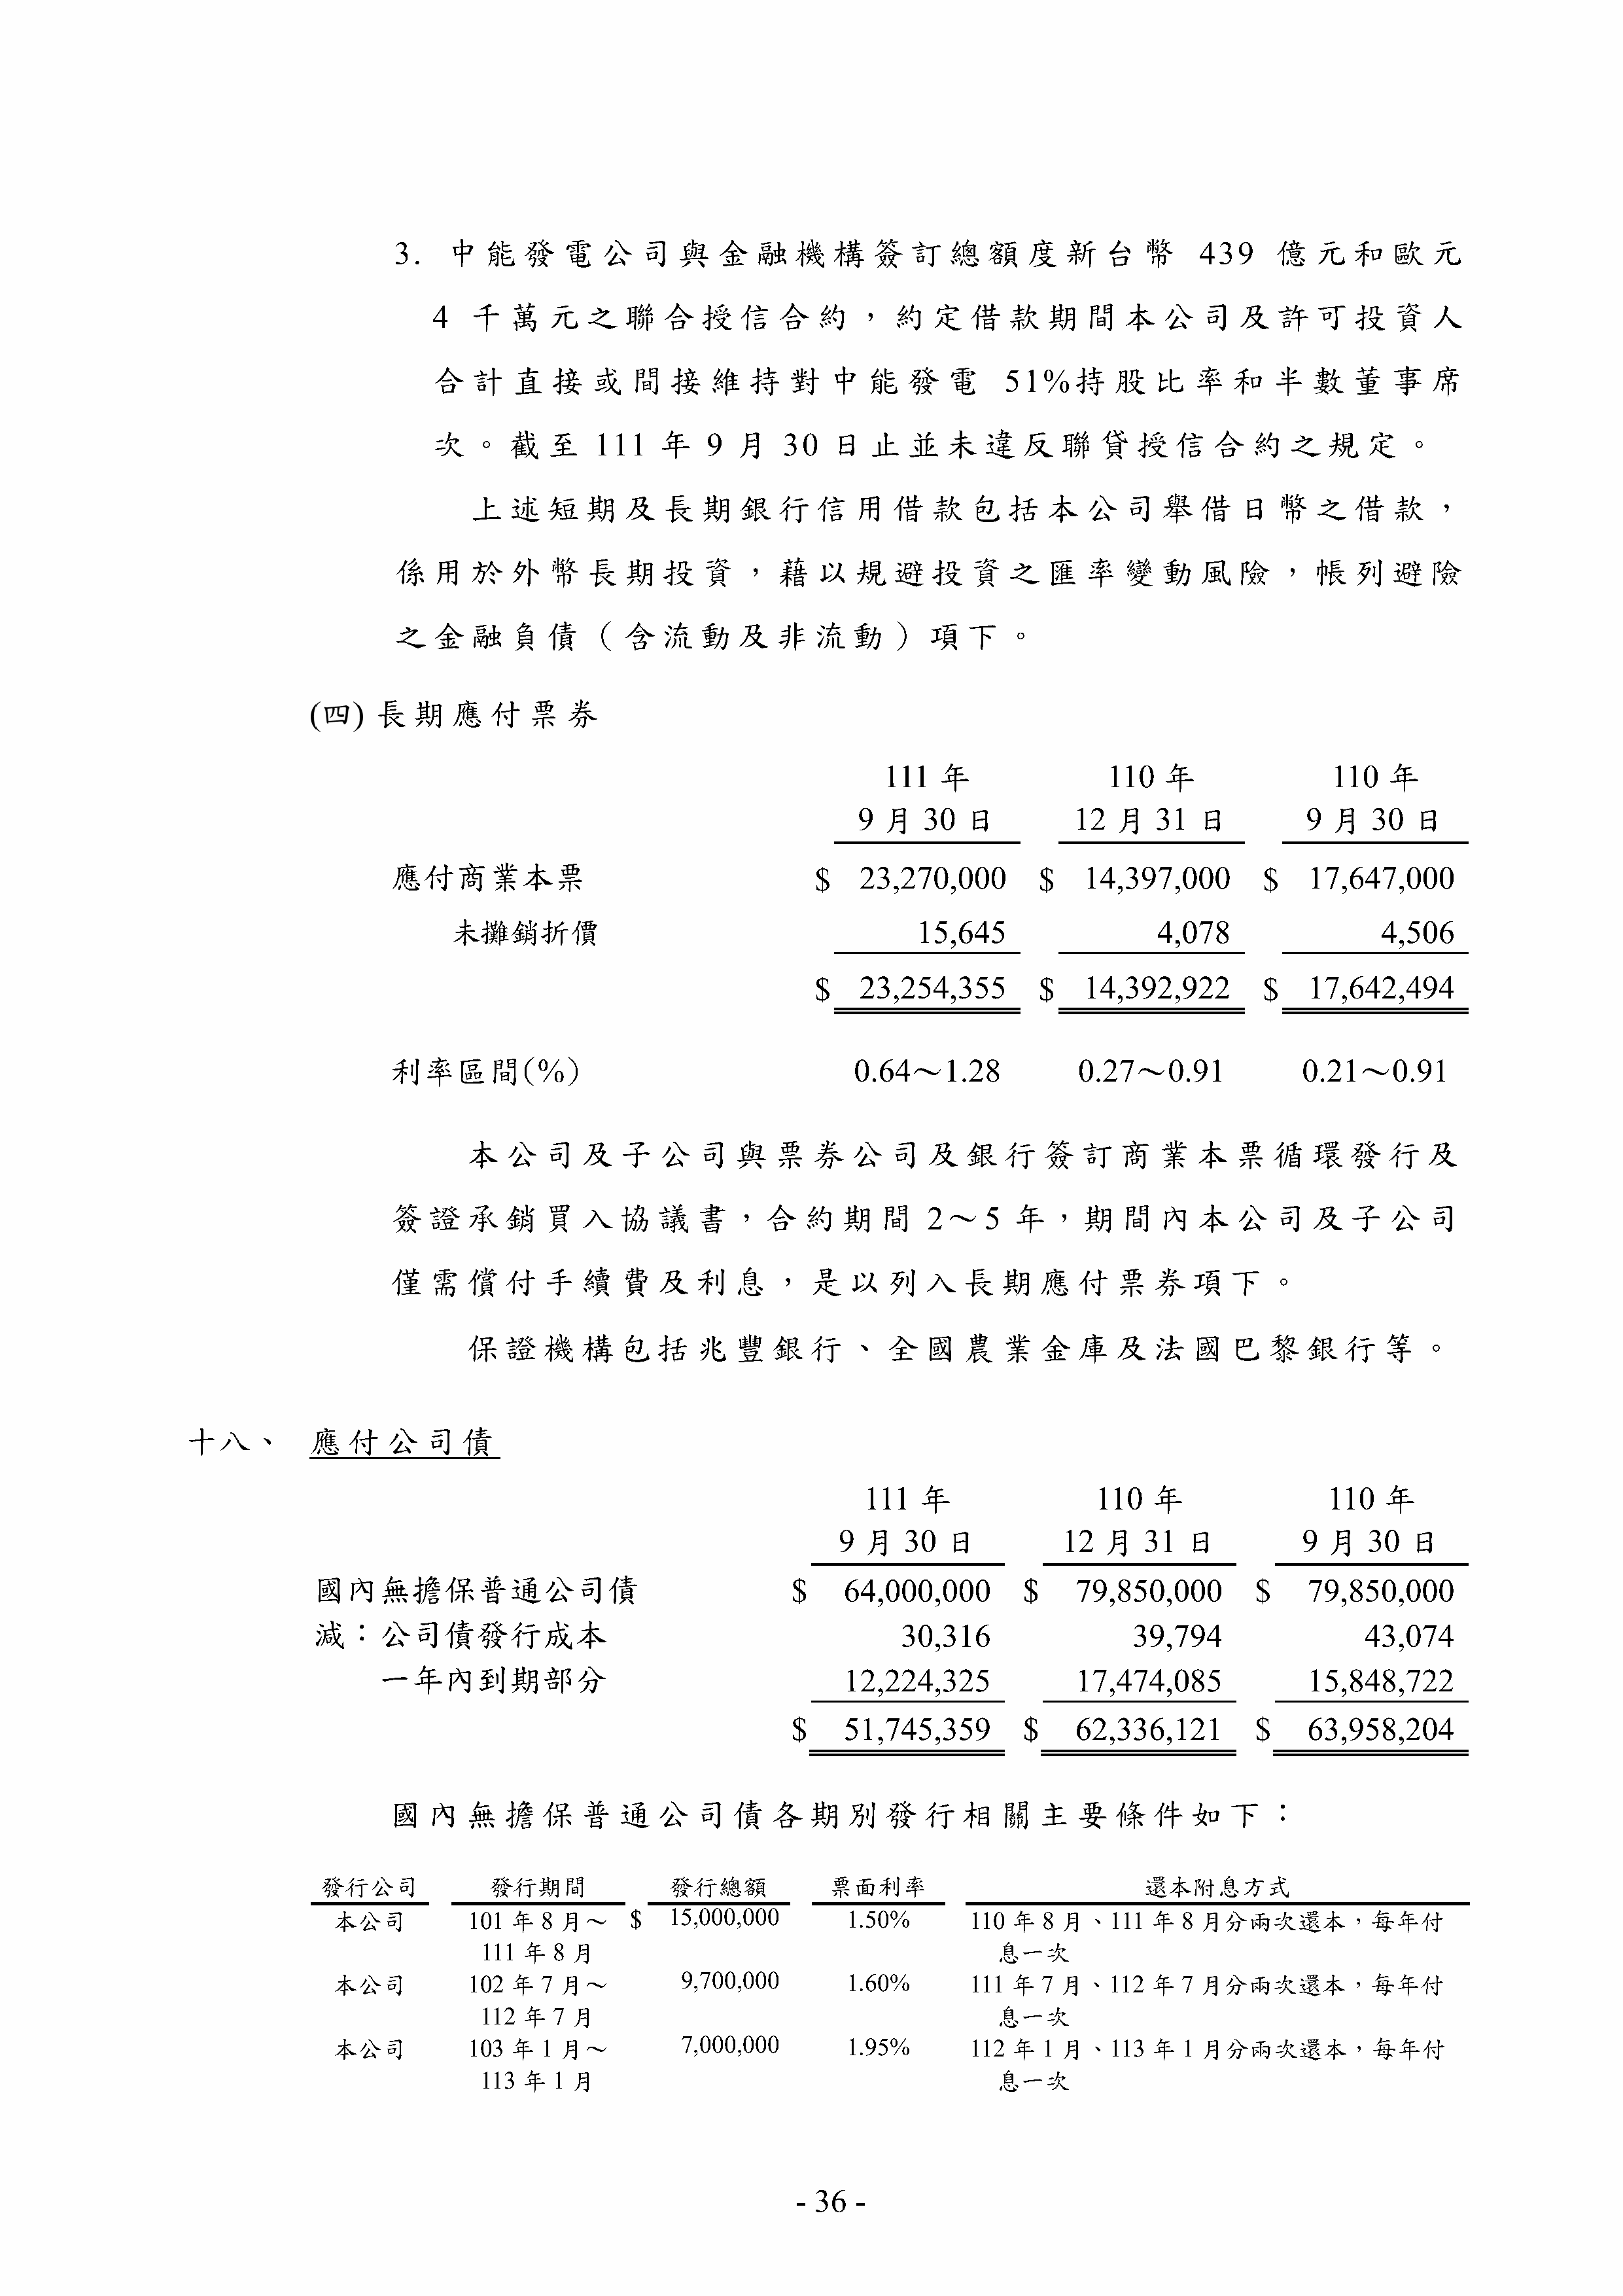 3. 中能發電公司與金融機構簽訂總額度新台幣 439 億元和歐元
4 千萬元之聯合授信合約，約定借款期間本公司及許可投資人
合計直接或間接維持對中能發電 51%持股比率和半數董事席
次。截至 111 年 9 月 30 日止並未違反聯貸授信合約之規定。
上述短期及長期銀行信用借款包括本公司舉借日幣之借款，
係用於外幣長期投資，藉以規避投資之匯率變動風險，帳列避險
之金融負債（含流動及非流動）項下。
(四) 長期應付票券
111 年 110 年 110 年
9 月 30 日 12 月 31 日 9 月 30 日
應付商業本票 $ 23,270,000 $ 14,397,000 $ 17,647,000
未攤銷折價 15,645 4,078 4,506
$ 23,254,355 $ 14,392,922 $ 17,642,494
利率區間(%) 0.64～1.28 0.27～0.91 0.21～0.91
本公司及子公司與票券公司及銀行簽訂商業本票循環發行及
簽證承銷買入協議書，合約期間 2～5 年，期間內本公司及子公司
僅需償付手續費及利息，是以列入長期應付票券項下。
保證機構包括兆豐銀行、全國農業金庫及法國巴黎銀行等。
十八、 應付公司債
111 年 110 年 110 年
9 月 30 日 12 月 31 日 9 月 30 日
國內無擔保普通公司債 $ 64,000,000 $ 79,850,000 $ 79,850,000
減：公司債發行成本 30,316 39,794 43,074
一年內到期部分 12,224,325 17,474,085 15,848,722
$ 51,745,359 $ 62,336,121 $ 63,958,204
國內無擔保普通公司債各期別發行相關主要條件如下：
發行公司 發行期間 發行總額 票面利率 還本附息方式
本公司 101 年 8 月～ $ 15,000,000 1.50% 110 年 8 月、111 年 8 月分兩次還本，每年付
111 年 8 月 息一次
本公司 102 年 7 月～ 9,700,000 1.60% 111 年 7 月、112 年 7 月分兩次還本，每年付
112 年 7 月 息一次
本公司 103 年 1 月～ 7,000,000 1.95% 112 年 1 月、113 年 1 月分兩次還本，每年付
113 年 1 月 息一次
- 36 -